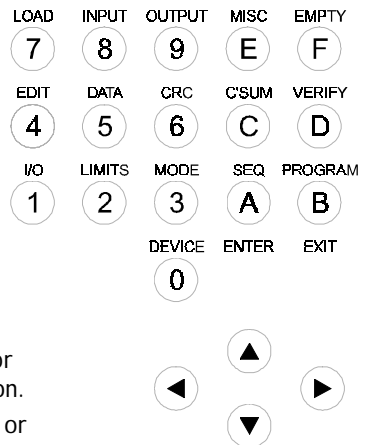 LOAD INPUT OUTPUT MISC EMPTY
7 8 9 E F
EDIT DATA CRC C'SUM VERIFY
4 5 6 C D
I/O LIMITS MODE SEQ PROGRAM
1 2 3 A B
DEVICE ENTER EXIT
0
or
on.
or